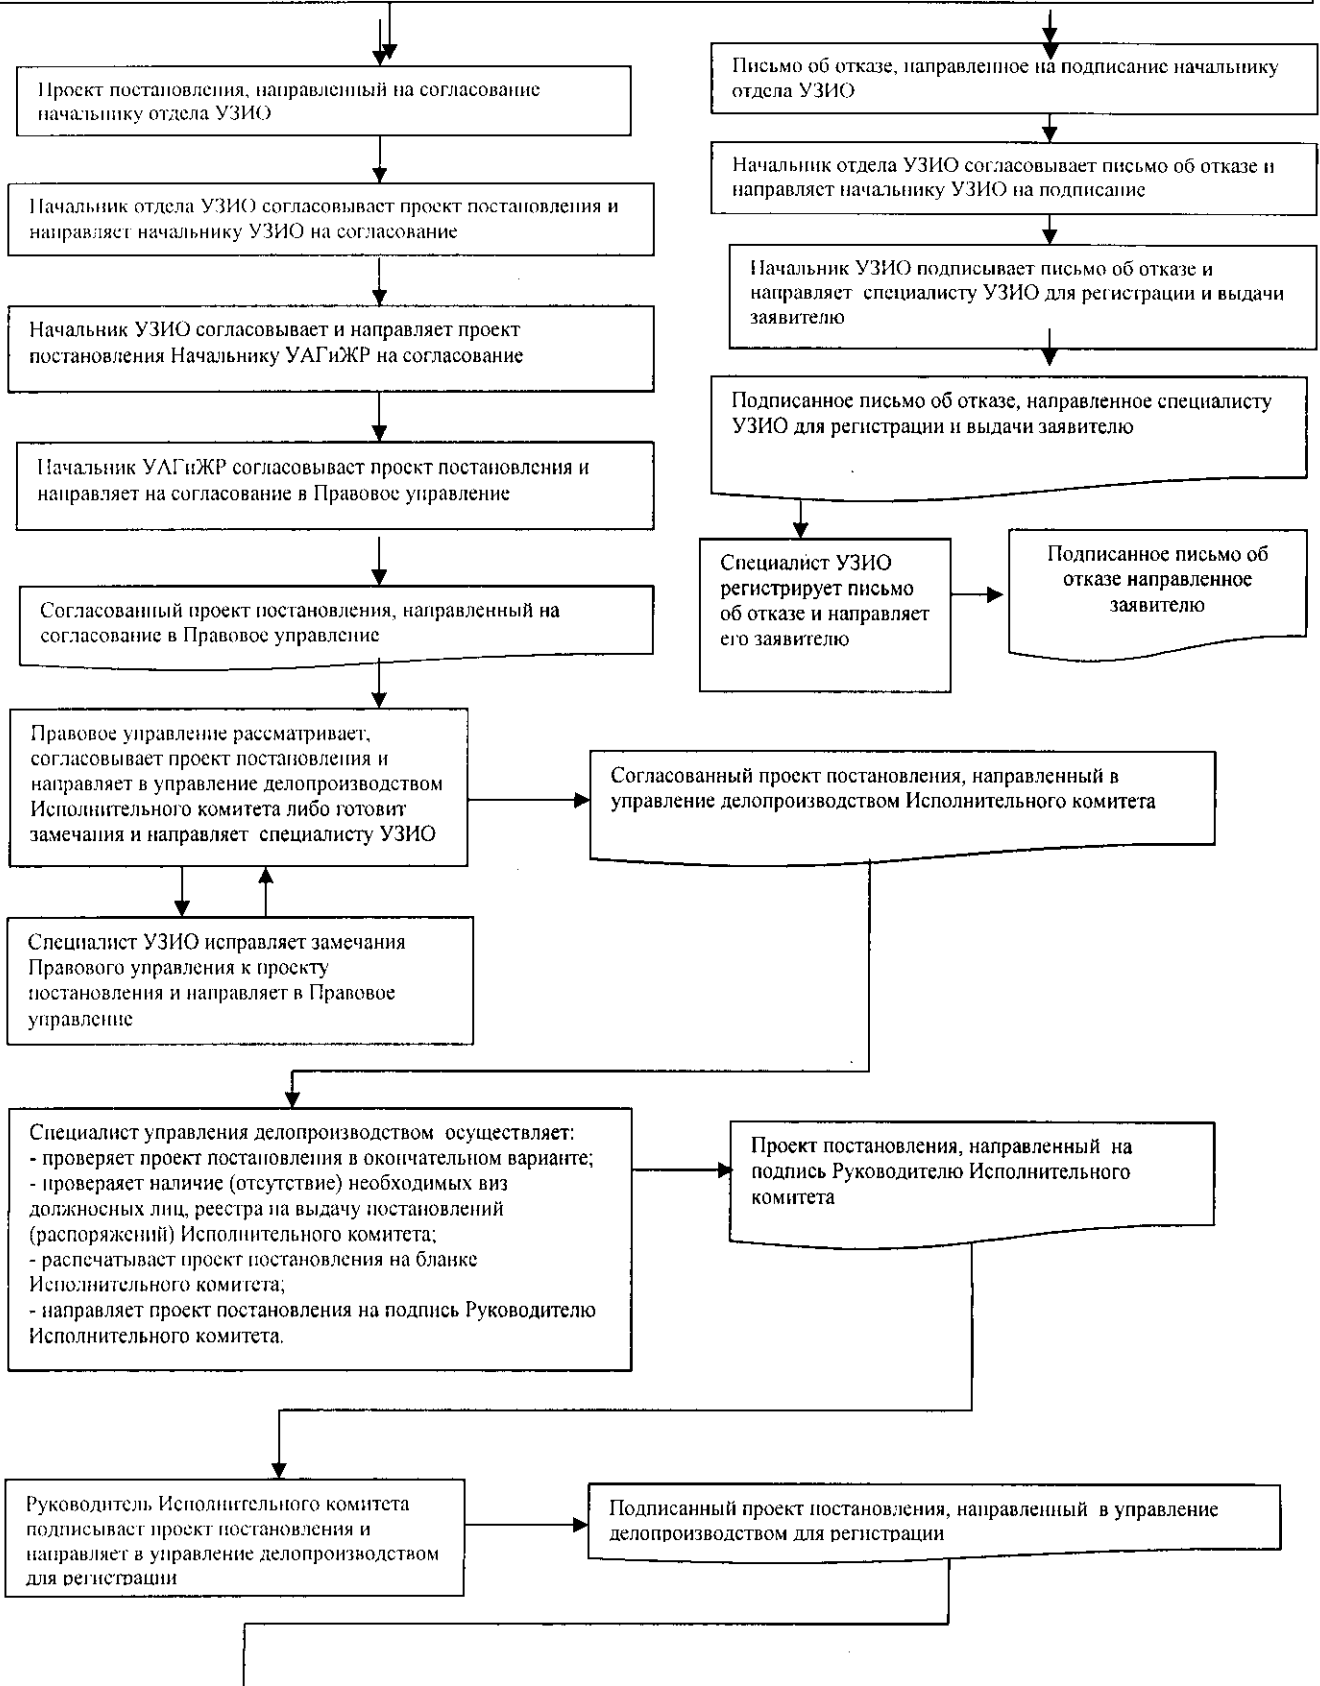 Проект постановления, направленный на согласование
начальнику отдела УЗИО
Начальник отдела УЗИО согласовывает проект постановления и
направляет начальнику УЗИО на согласование
Начальник УЗИО согласовывает и направляет проект
постановления Начальнику УАГиЖР на согласование
Начальник УАГиЖР согласовывает проект постановления и
направляет на согласование в Правовое управление
Согласованный проект постановления, направленный на
согласование в Правовое управление
Письмо об отказе, направленное на подписание начальнику
отдела УЗИО
Начальник отдела УЗИО согласовывает письмо об отказе и
направляет начальнику УЗИО на подписание
Начальник УЗИО подписывает письмо об отказе и
направляет специалисту УЗИО для регистрации и выдачи
заявителю
Подписанное письмо об отказе, направленное специалисту
УЗИО для регистрации и выдачи заявителю
Специалист УЗИО
регистрирует письмо
об отказе и направляет
его заявителю
Подписанное письмо об
отказе направленное
заявителю
Правовое управление рассматривает,
согласовывает проект постановления и
направляет в управление делопроизводством
Исполнительного комитета либо готовит
замечания и направляет специалисту УЗИО
Согласованный проект постановления, направленный в
управление делопроизводством Исполнительного комитета
Специалист УЗИО исправляет замечания
Правового управления к проекту
постановления и направляет в Правовое
управление
Специалист управления делопроизводством осуществляет:
- проверяет проект постановления в окончательном варианте;
- провераяет наличие (отсутствие) необходимых виз
должносных лиц, реестра на выдачу постановлений
(распоряжений) Исполнительного комитета;
- распечатывает проект постановления на бланке
Исполнительного комитета;
- направляет проект постановления на подпись Руководителю
Исполнительного комитета.
Проект постановления, направленный на
подпись Руководителю Исполнительного
комитета
Руководитель Исполнительного комитета
подписывает проект постановления и
направляет в управление делопроизводством
для регистрации
Подписанный проект постановления, направленный в управление
делопроизводством для регистрации